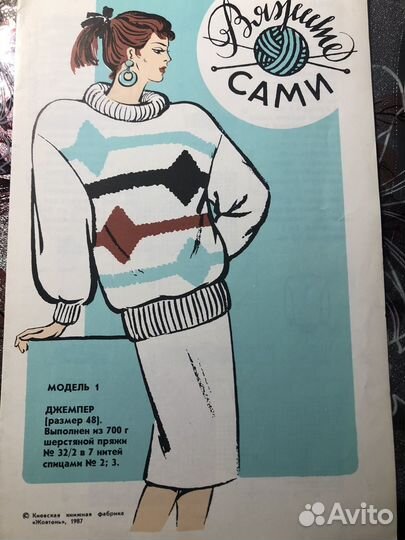 Вяжите
САМИ
МОДЕЛЬ 1
ДЖЕМПЕР
[размер 48].
Выполнен из 700 г
шерстяной пряжи
№ 32/2 в 7 нитей
спицами № 2; 3.
© Киевская книжная фабрика
«Жовтень», 1987
Avito